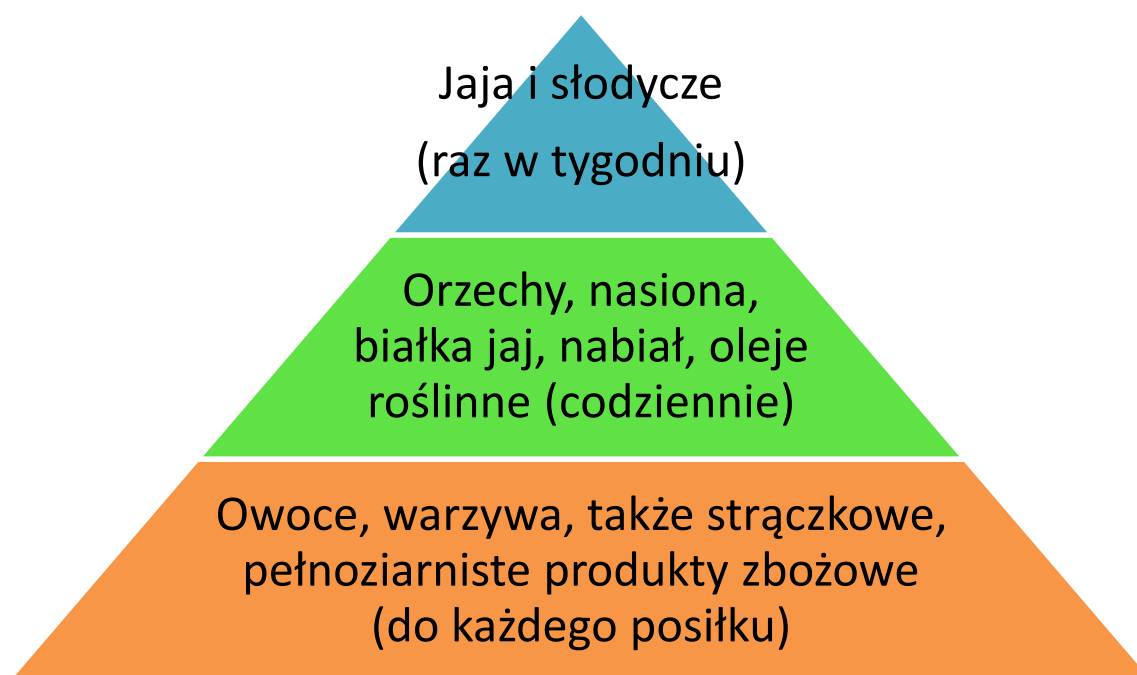 Jaja i słodycze
(raz w tygodniu)
Orzechy, nasiona,
białka jaj, nabiał, oleje
roślinne (codziennie)
Owoce, warzywa, także strączkowe,
pełnoziarniste produkty zbożowe
(do każdego posiłku)